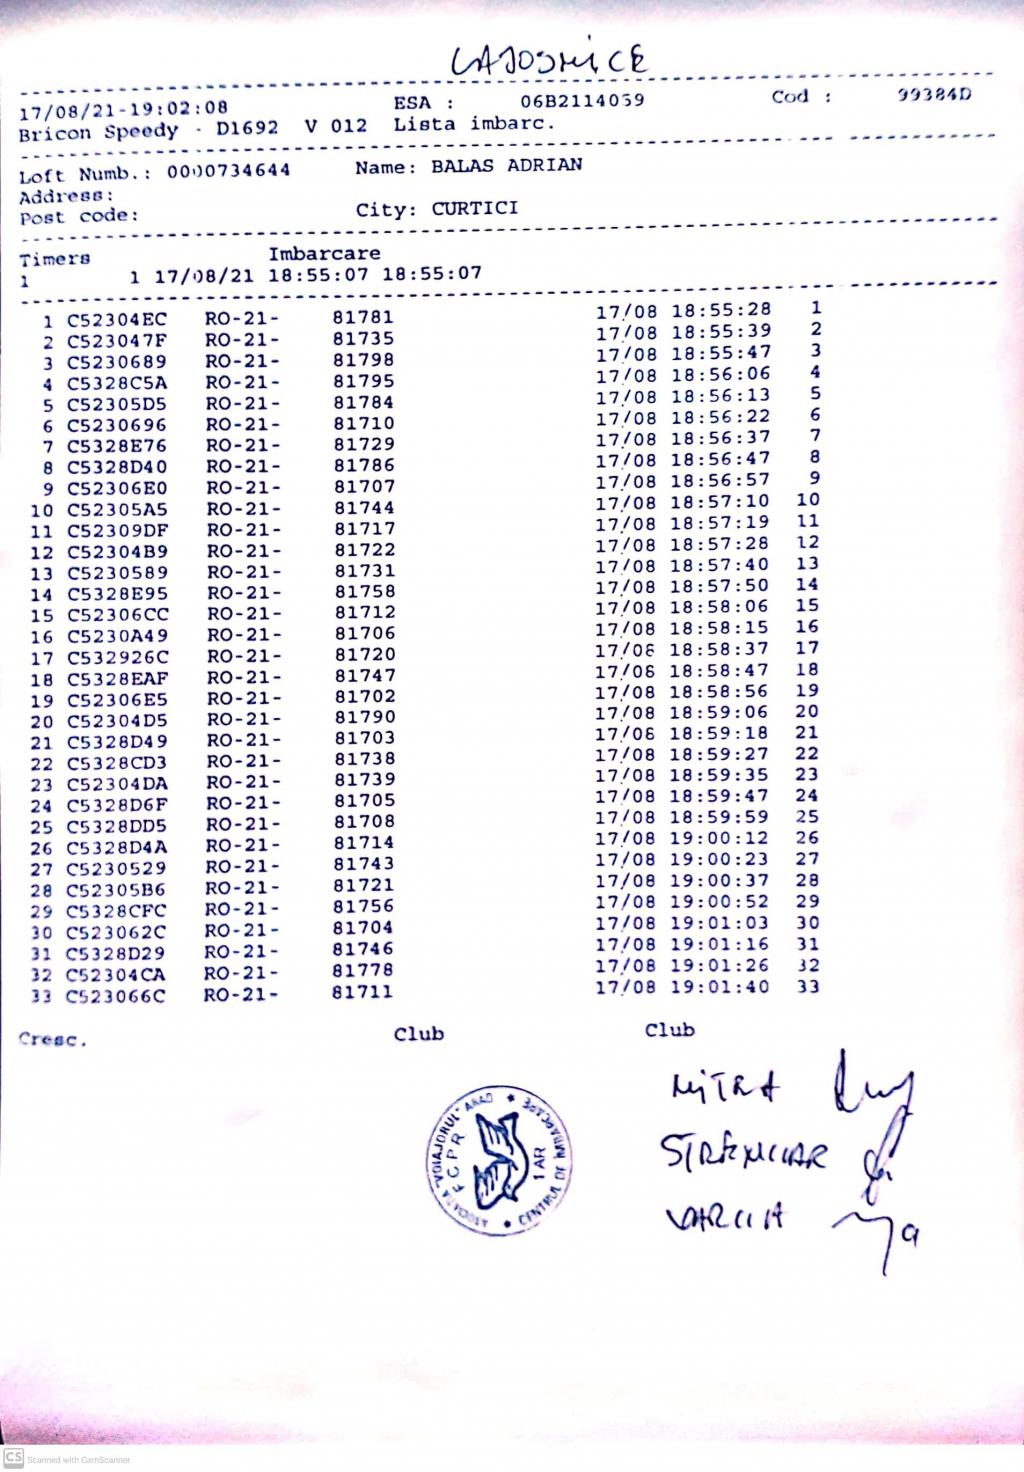 LAJOSMICE
17/08/21-19:02:08 ESA : 06B2114059 Cod : 99384D
Bricon Speedy - D1692 V 012 Lista imbarc.
Loft Numb.: 0000734644 Name: BALAS ADRIAN
Address:
Post code: City: CURTICI
Timers Imbarcare
1 1 17/08/21 18:55:07 18:55:07
1 C52304EC RO-21- 81781 17/08 18:55:28 1
2 C523047F RO-21- 81735 17/08 18:55:39 2
3 C5230689 RO-21- 81798 17/08 18:55:47 3
4 C5328C5A RO-21- 81795 17/08 18:56:06 4
5 C52305D5 RO-21- 81784 17/08 18:56:13 5
6 C5230696 RO-21- 81710 17/08 18:56:22 6
7 C5328E76 RO-21- 81729 17/08 18:56:37 7
8 C5328D40 RO-21- 81786 17/08 18:56:47 8
9 C52306E0 RO-21- 81707 17/08 18:56:57 9
10 C52305A5 RO-21- 81744 17/08 18:57:10 10
11 C52309DF RO-21- 81717 17/08 18:57:19 11
12 C52304B9 RO-21- 81722 17/08 18:57:28 12
13 C5230589 RO-21- 81731 17/08 18:57:40 13
14 C5328E95 RO-21- 81758 17/08 18:57:50 14
15 C52306CC RO-21- 81712 17/08 18:58:06 15
16 C5230A49 RO-21- 81706 17/08 18:58:15 16
17 C532926C RO-21- 81720 17/08 18:58:37 17
18 C5328EAF RO-21- 81747 17/08 18:58:47 18
19 C52306E5 RO-21- 81702 17/08 18:58:56 19
20 C52304D5 RO-21- 81790 17/08 18:59:06 20
21 C5328D49 RO-21- 81703 17/08 18:59:18 21
22 C5328CD3 RO-21- 81738 17/08 18:59:27 22
23 C52304DA RO-21- 81739 17/08 18:59:35 23
24 C5328D6F RO-21- 81705 17/08 18:59:47 24
25 C5328DD5 RO-21- 81708 17/08 18:59:59 25
26 C5328D4A RO-21- 81714 17/08 19:00:12 26
27 C5230529 RO-21- 81743 17/08 19:00:23 27
28 C52305B6 RO-21- 81721 17/08 19:00:37 28
29 C5328CFC RO-21- 81756 17/08 19:00:52 29
30 C523062C RO-21- 81704 17/08 19:01:03 30
31 C5328D29 RO-21- 81746 17/08 19:01:16 31
32 C52304CA RO-21- 81778 17/08 19:01:26 32
33 C523066C RO-21- 81711 17/08 19:01:40 33
Cresc. Club Club
MITRA
ASOCIAȚIA "VOIAJORUL" ARAD
FCPR
1 AR
CENTRUL DE IMBARCARE
VARCIA
CS Scanned with CamScanner